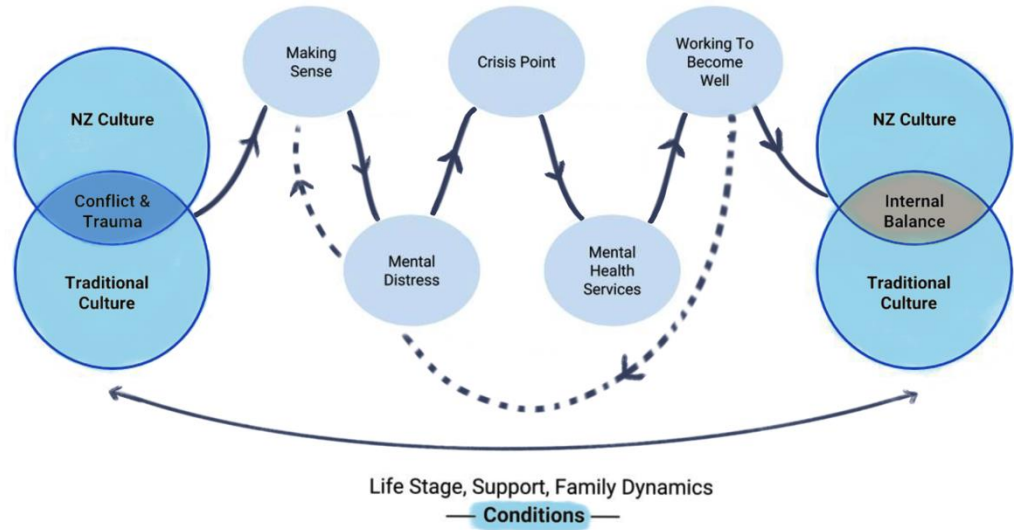 NZ Culture
Conflict &
Trauma
Traditional
Culture
Making
Sense
Mental
Distress
Crisis Point
Mental
Health
Services
Working To
Become
Well
NZ Culture
Internal
Balance
Traditional
Culture
Life Stage, Support, Family Dynamics
Conditions